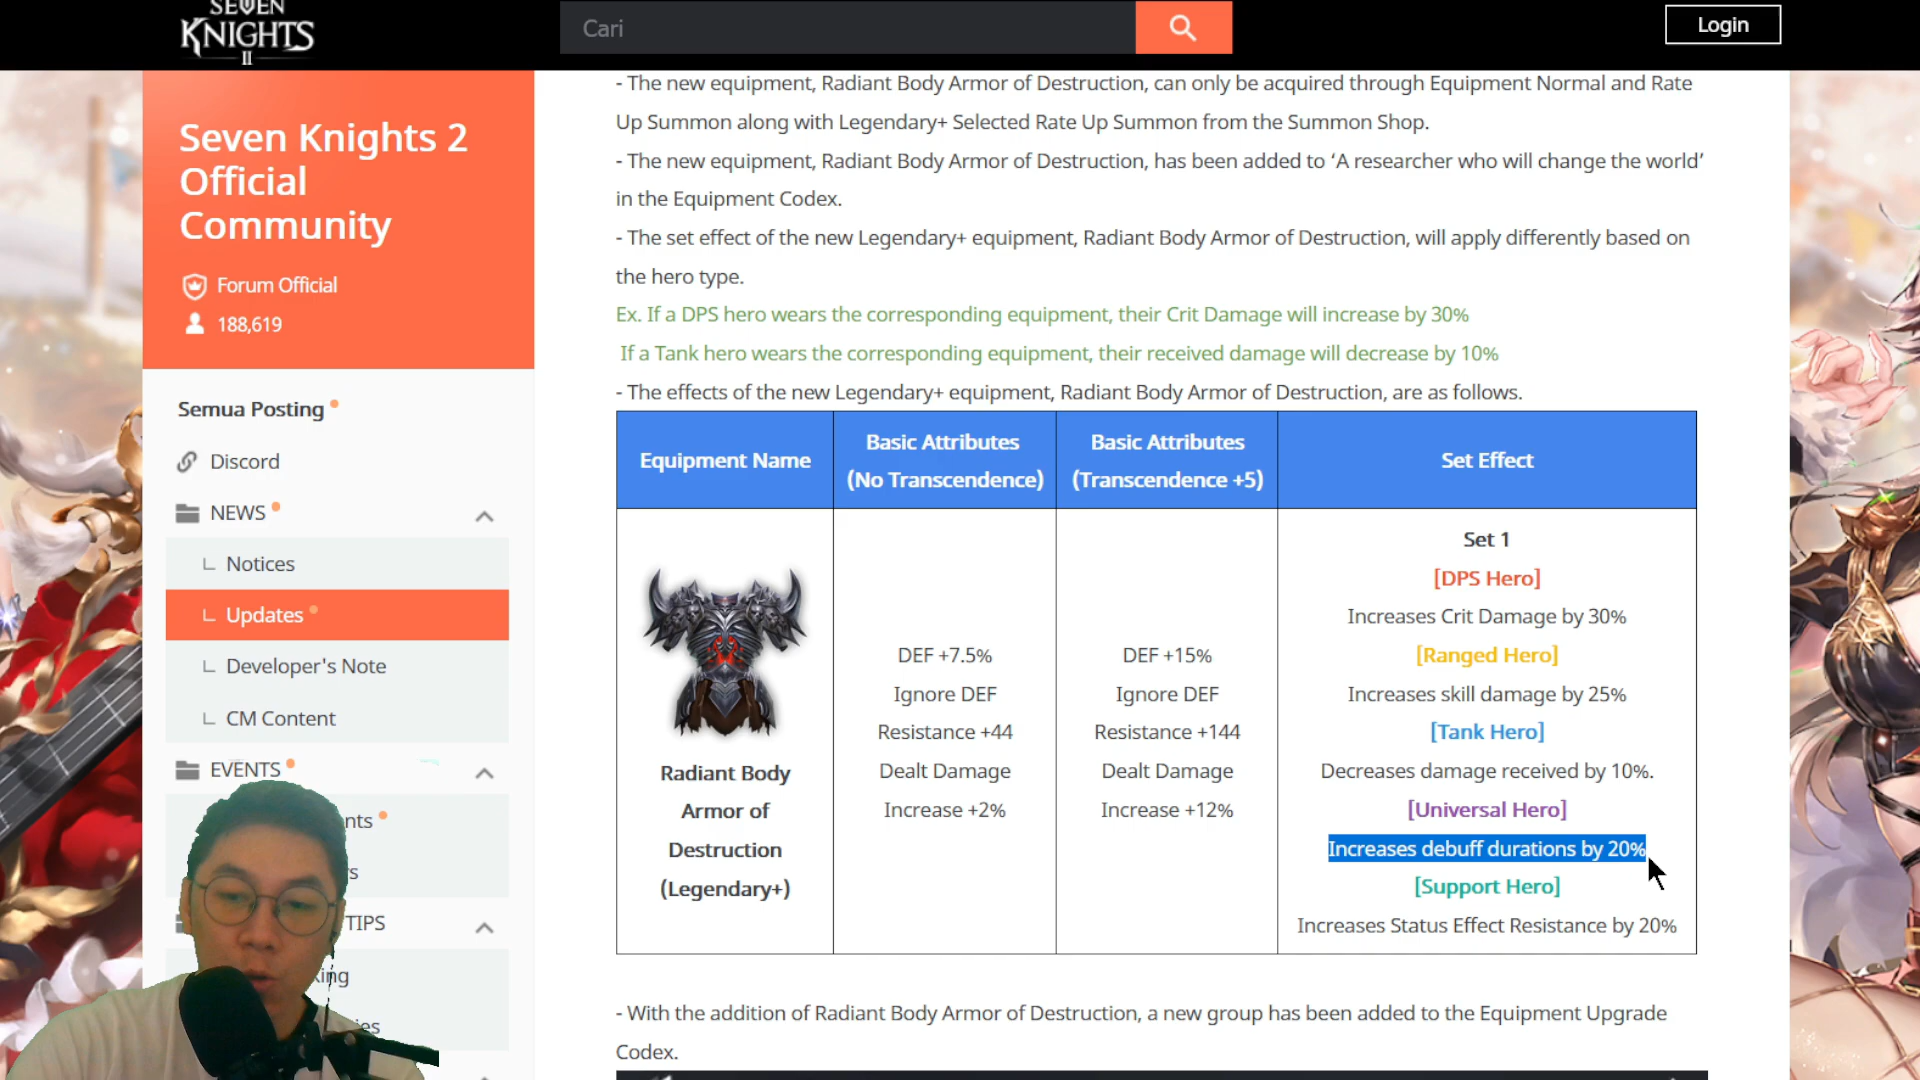 SEVEN
KNIGHTS
II
Cari
Login
Seven Knights 2
Official
Community
Forum Official
188,619
Semua Posting
Discord
NEWS
Notices
Updates
Developer's Note
CM Content
EVENTS
nts
rs
TIPS
king
ies
- The new equipment, Radiant Body Armor of Destruction, can only be acquired through Equipment Normal and Rate
Up Summon along with Legendary+ Selected Rate Up Summon from the Summon Shop.
- The new equipment, Radiant Body Armor of Destruction, has been added to ‘A researcher who will change the world’
in the Equipment Codex.
- The set effect of the new Legendary+ equipment, Radiant Body Armor of Destruction, will apply differently based on
the hero type.
Ex. If a DPS hero wears the corresponding equipment, their Crit Damage will increase by 30%
If a Tank hero wears the corresponding equipment, their received damage will decrease by 10%
- The effects of the new Legendary+ equipment, Radiant Body Armor of Destruction, are as follows.
Equipment Name
Basic Attributes
(No Transcendence)
Basic Attributes
(Transcendence +5)
Set Effect
Radiant Body
Armor of
Destruction
(Legendary+)
DEF +7.5%
Ignore DEF
Resistance +44
Dealt Damage
Increase +2%
DEF +15%
Ignore DEF
Resistance +144
Dealt Damage
Increase +12%
Set 1
[DPS Hero]
Increases Crit Damage by 30%
[Ranged Hero]
Increases skill damage by 25%
[Tank Hero]
Decreases damage received by 10%.
[Universal Hero]
Increases debuff durations by 20%
[Support Hero]
Increases Status Effect Resistance by 20%
- With the addition of Radiant Body Armor of Destruction, a new group has been added to the Equipment Upgrade
Codex.